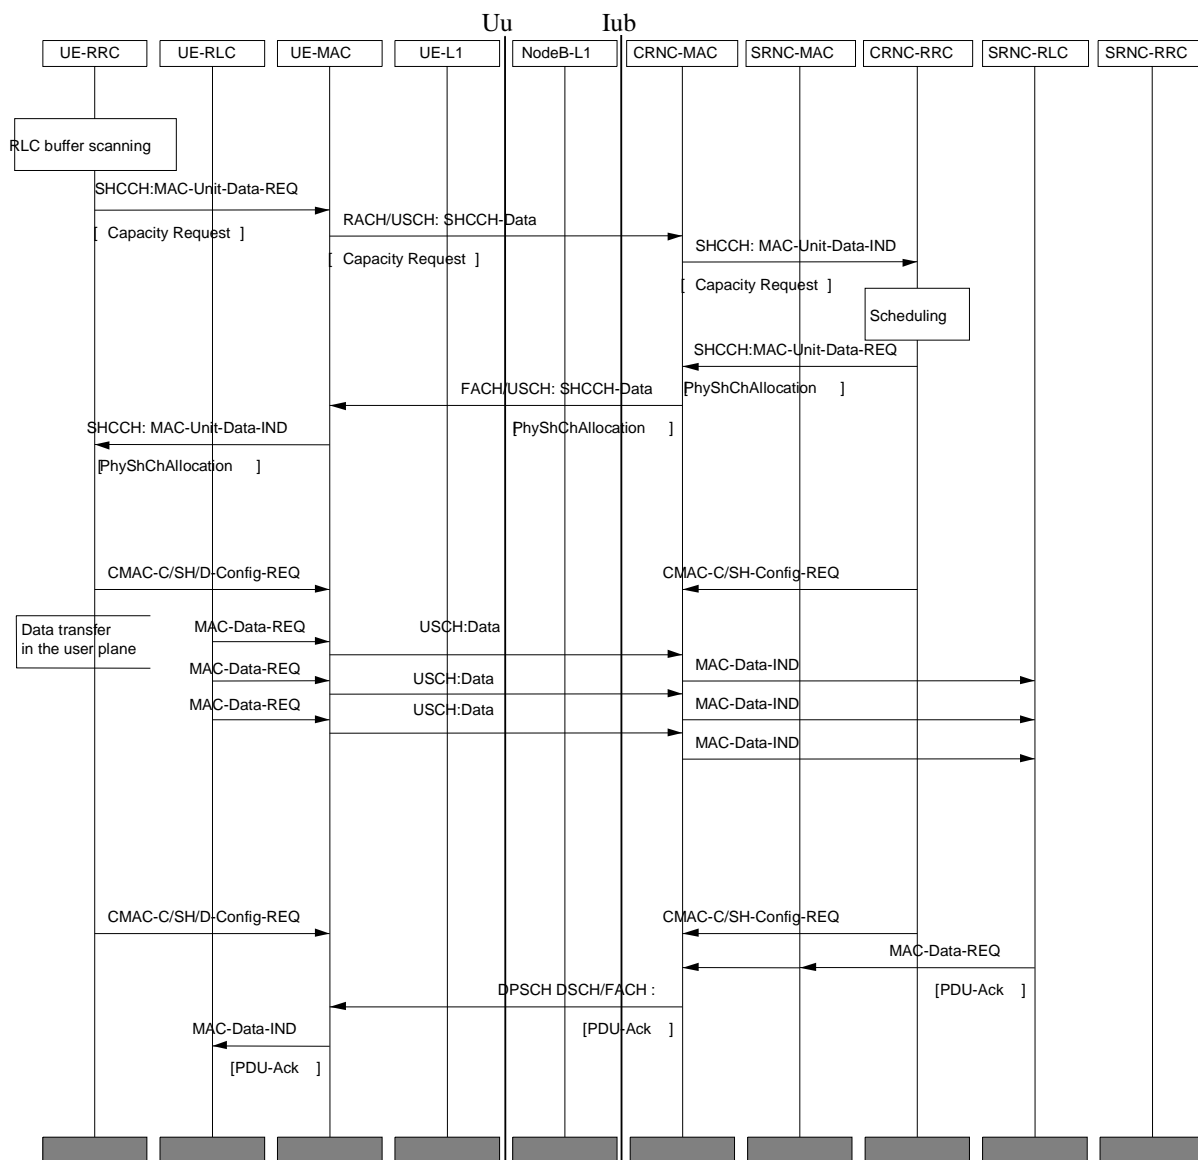 Uu Iub
UE-RRC UE-RLC UE-MAC UE-L1 NodeB-L1 CRNC-MAC SRNC-MAC CRNC-RRC SRNC-RLC SRNC-RRC
RLC buffer scanning
SHCCH:MAC-Unit-Data-REQ
[ Capacity Request ]
RACH/USCH: SHCCH-Data
[ Capacity Request ]
SHCCH: MAC-Unit-Data-IND
[ Capacity Request ]
Scheduling
SHCCH:MAC-Unit-Data-REQ
[PhyShChAllocation ]
FACH/USCH: SHCCH-Data
[PhyShChAllocation ]
SHCCH: MAC-Unit-Data-IND
[PhyShChAllocation ]
CMAC-C/SH/D-Config-REQ CMAC-C/SH-Config-REQ
Data transfer
in the user plane
MAC-Data-REQ USCH:Data
MAC-Data-IND
MAC-Data-REQ USCH:Data
MAC-Data-IND
MAC-Data-REQ USCH:Data
MAC-Data-IND
CMAC-C/SH/D-Config-REQ CMAC-C/SH-Config-REQ
MAC-Data-REQ
[PDU-Ack ]
DPSCH DSCH/FACH :
[PDU-Ack ]
MAC-Data-IND
[PDU-Ack ]